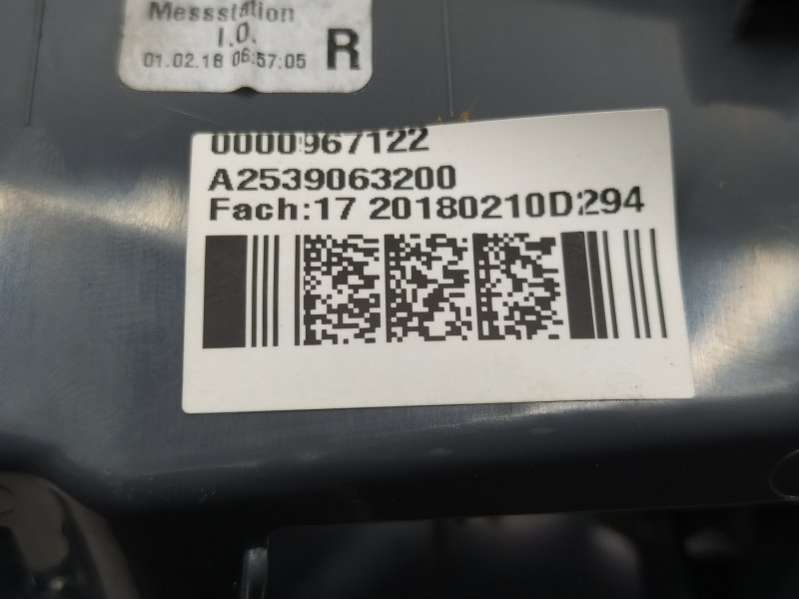 Messstation
I.O.
01.02.18 06:57:05 R
0000967122
A2539063200
Fach:17 20180210D294